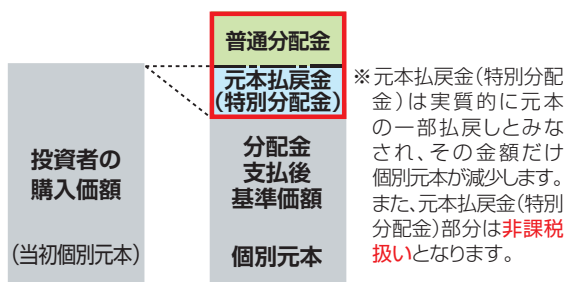 普通分配金
元本払戻金
(特別分配金)
投資者の
購入価額
(当初個別元本)
分配金
支払後
基準価額
個別元本
※元本払戻金(特別分配
金)は実質的に元本
の一部払戻しとみな
され、その金額だけ
個別元本が減少します。
また、元本払戻金(特別
分配金)部分は非課税
扱いとなります。